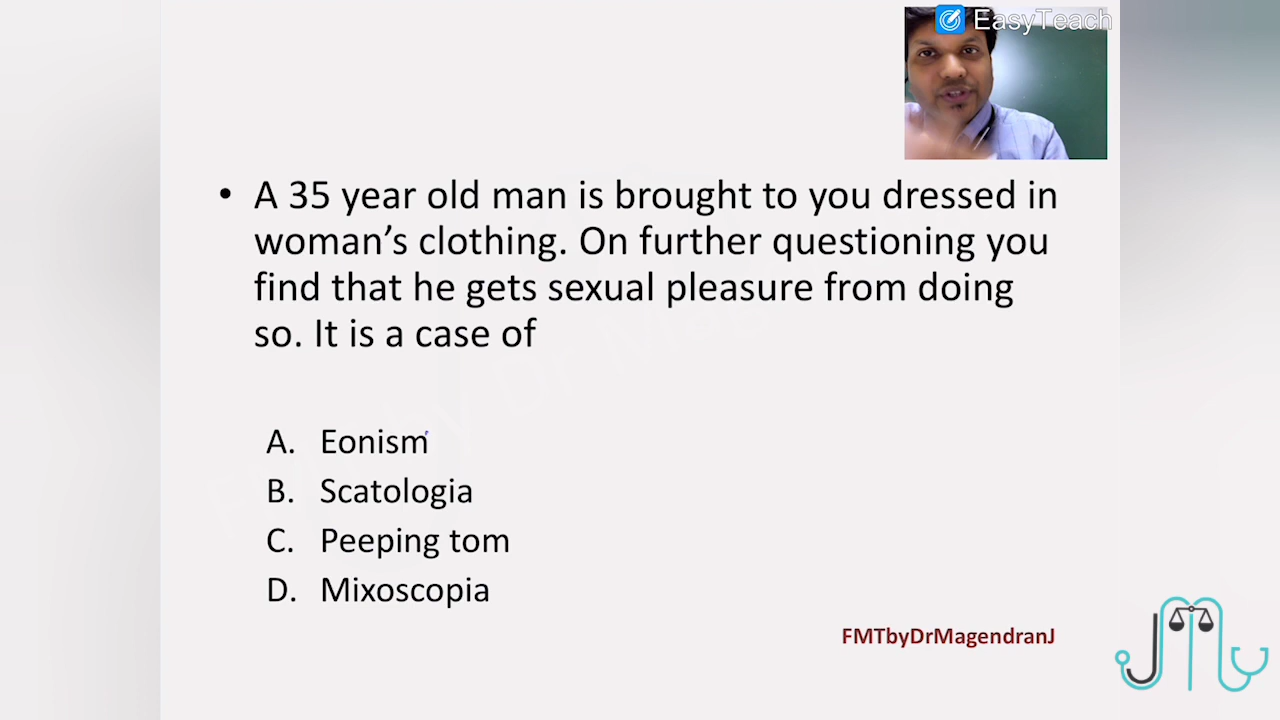 EasyTeach
• A 35 year old man is brought to you dressed in
woman’s clothing. On further questioning you
find that he gets sexual pleasure from doing
so. It is a case of
A. Eonism
B. Scatologia
C. Peeping tom
D. Mixoscopia
FMTbyDrMagendranJ